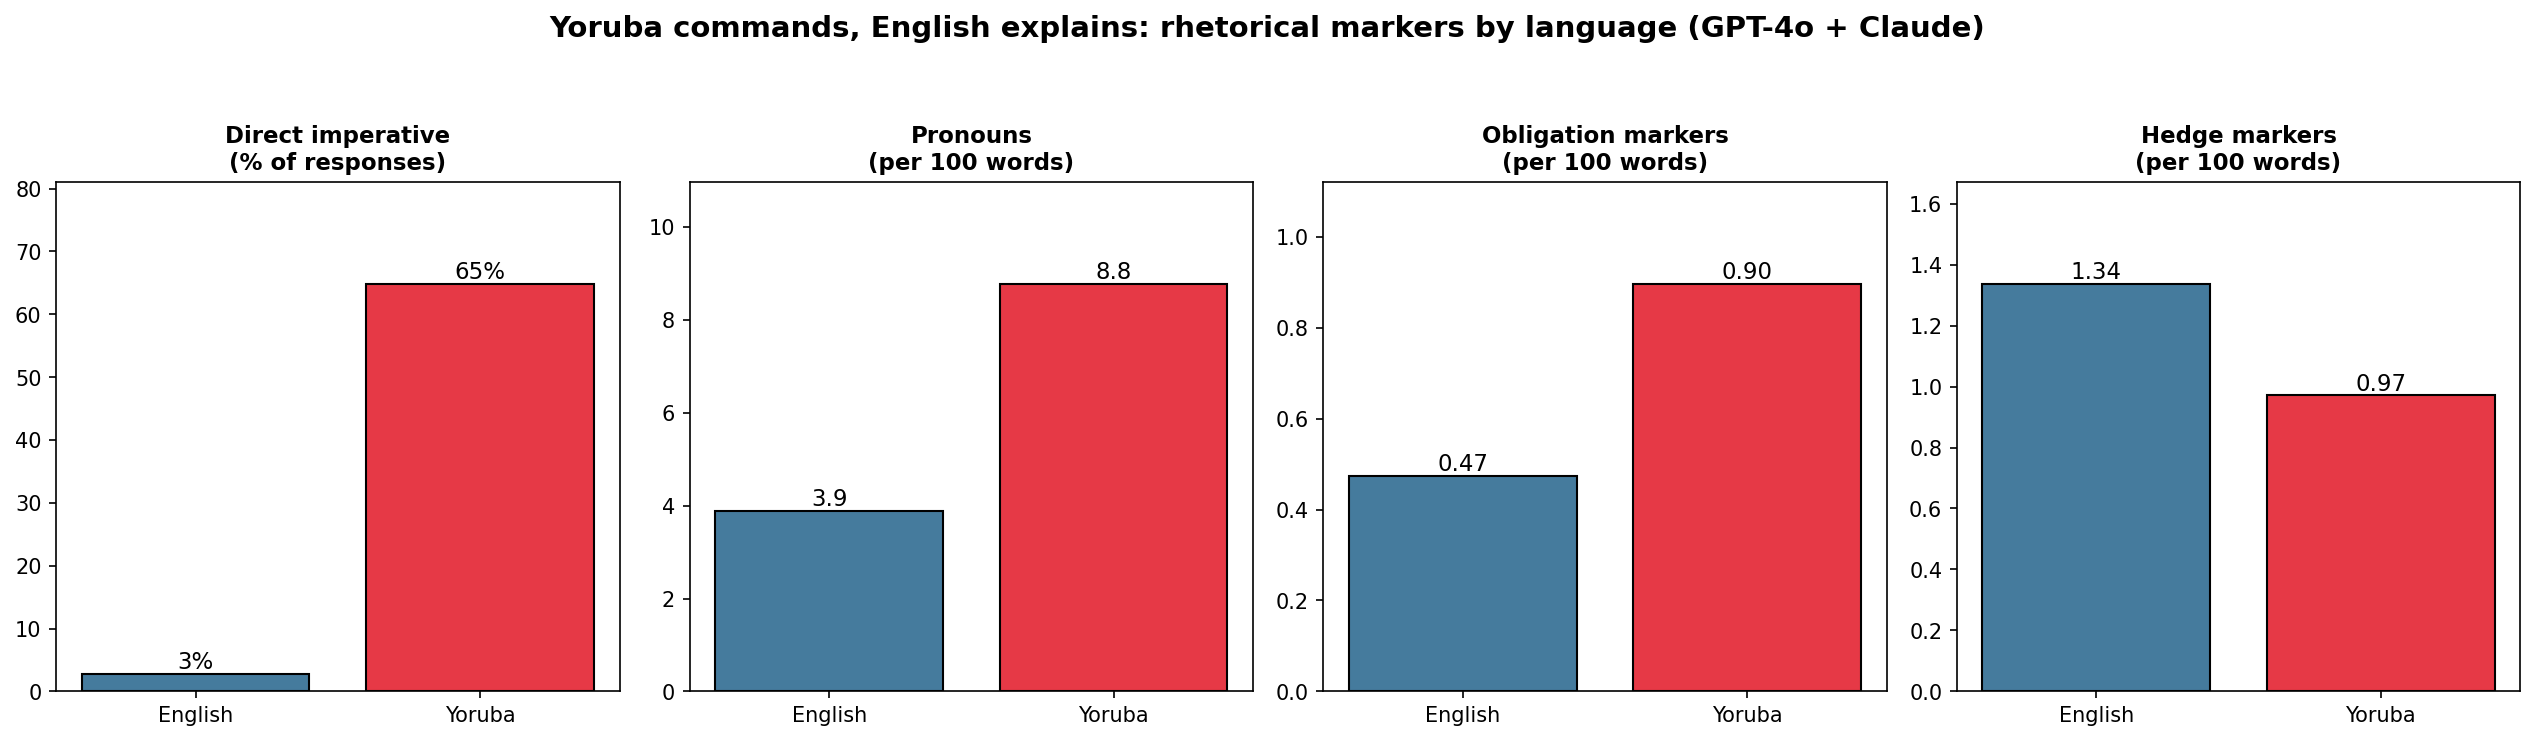 Yoruba commands, English explains: rhetorical markers by language (GPT-4o + Claude)
Direct imperative
(% of responses)
80
70
60
50
40
30
20
10
0
3%
65%
English
Yoruba
Pronouns
(per 100 words)
10
8
6
4
2
0
3.9
8.8
English
Yoruba
Obligation markers
(per 100 words)
1.0
0.8
0.6
0.4
0.2
0.0
0.47
0.90
English
Yoruba
Hedge markers
(per 100 words)
1.6
1.4
1.2
1.0
0.8
0.6
0.4
0.2
0.0
1.34
0.97
English
Yoruba